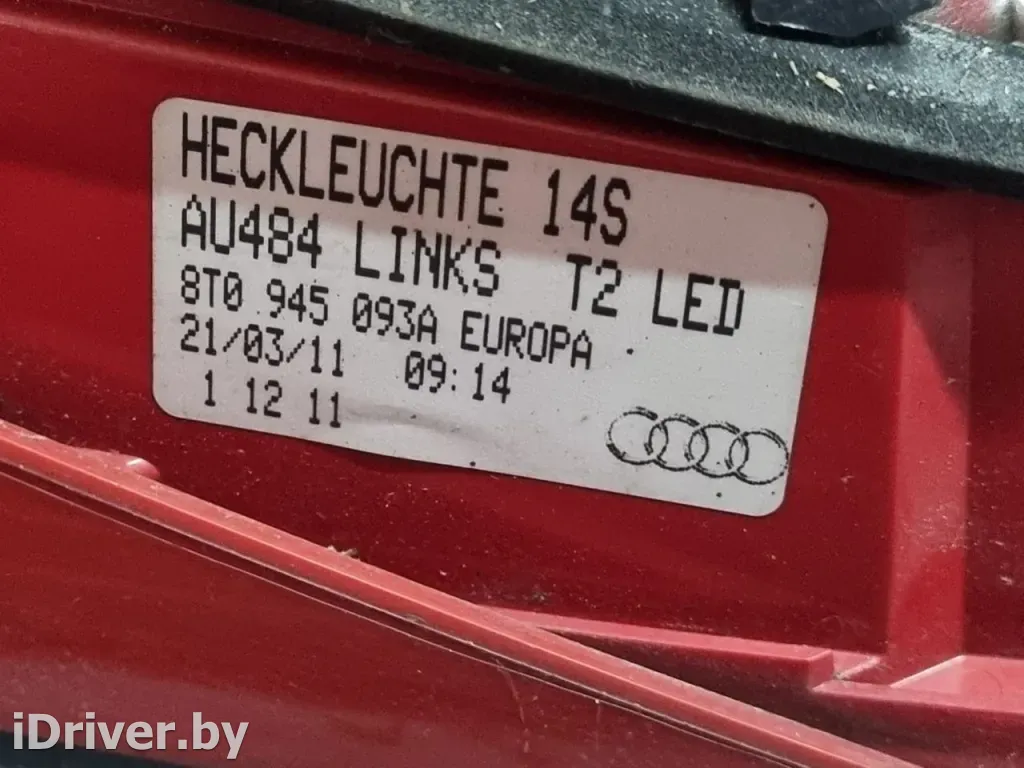 HECKLEUCHTE 14S
AU484 LINKS T2 LED
8T0 945 093A EUROPA
21/03/11 09:14
1 12 11
iDriver.by